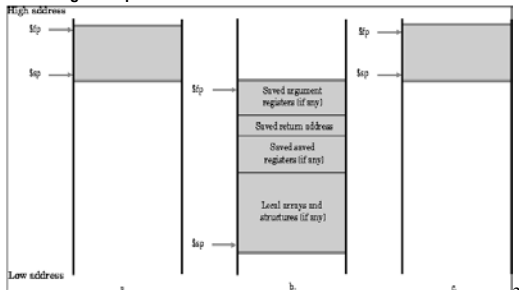 High address
$fp
$sp
$fp
Saved argument
registers (if any)
Saved return address
Saved saved
registers (if any)
Local arrays and
structures (if any)
$sp
$fp
$sp
Low address
a.
b.
c.